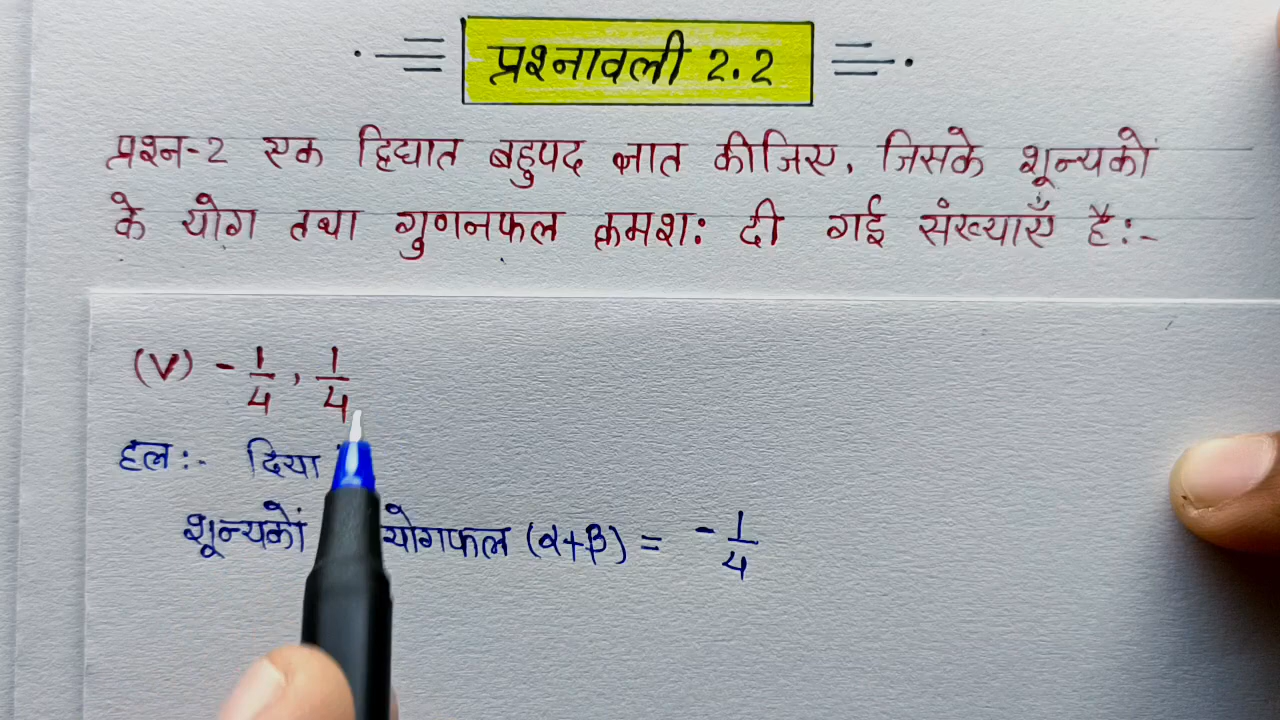 प्रश्नावली 2.2
प्रश्न-2 एक द्विघात बहुपद ज्ञात कीजिए, जिसके शून्यकों
के योग तथा गुणनफल क्रमशः दी गई संख्याएँ है:-
(V) -1/4, 1/4
हल:- दिया
शून्यकों योगफल (α+β) = -1/4